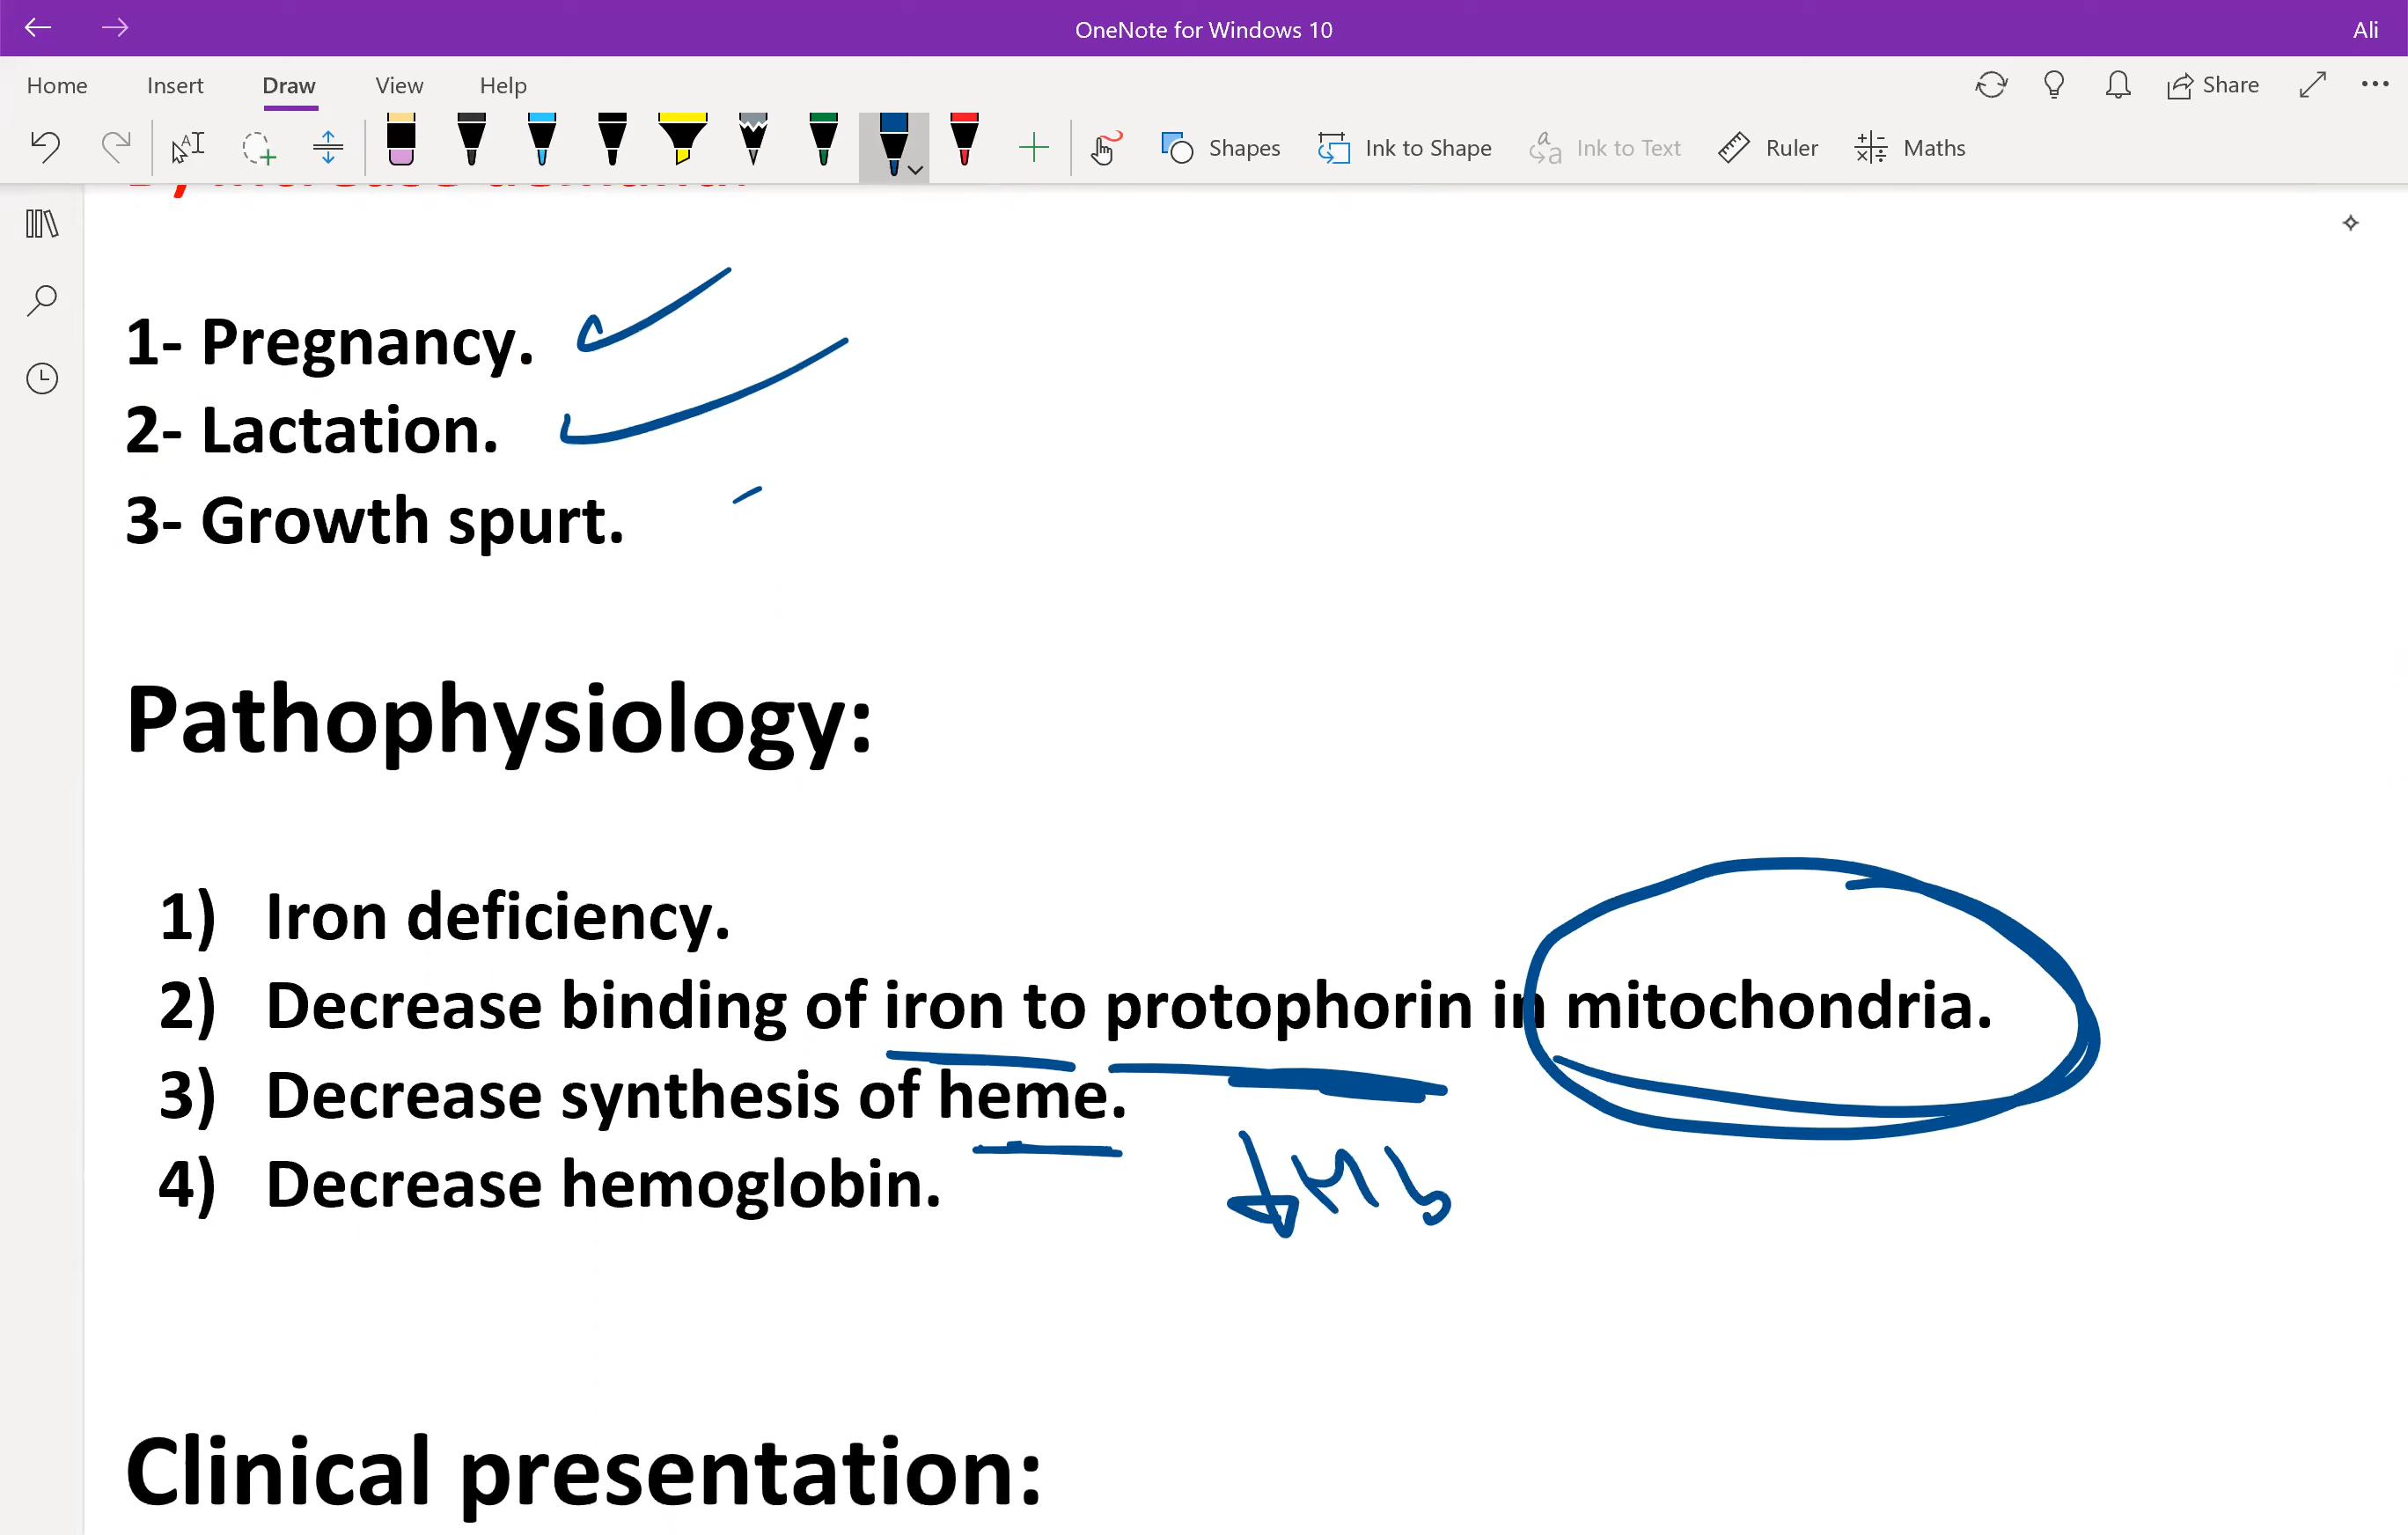 OneNote for Windows 10
Ali
Home Insert Draw View Help
Share
Shapes Ink to Shape Ink to Text Ruler Maths
1- Pregnancy.
2- Lactation.
3- Growth spurt.
Pathophysiology:
1) Iron deficiency.
2) Decrease binding of iron to protophorin in mitochondria.
3) Decrease synthesis of heme.
4) Decrease hemoglobin.
↓ Hb
Clinical presentation: